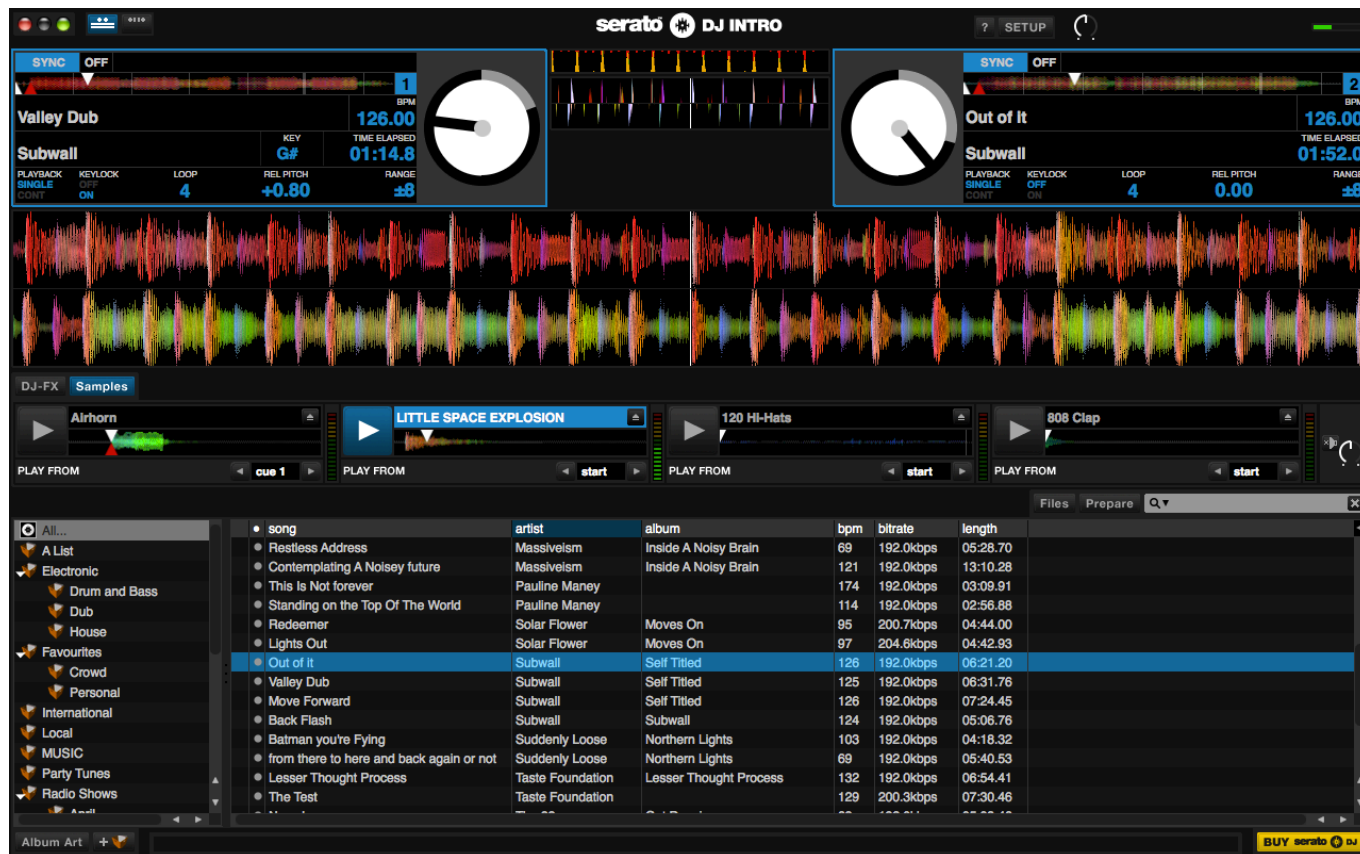 serato DJ INTRO
? SETUP
SYNC OFF
1
BPM
Valley Dub 126.00
KEY TIME ELAPSED
Subwall G# 01:14.8
PLAYBACK KEYLOCK LOOP REL PITCH RANGE
SINGLE OFF 4 +0.80 ±8
CONT ON
SYNC OFF
2
BPM
Out of It 126.00
TIME ELAPSED
Subwall 01:52.0
PLAYBACK KEYLOCK LOOP REL PITCH RANGE
SINGLE OFF 4 0.00 ±8
CONT ON
DJ-FX Samples
Airhorn LITTLE SPACE EXPLOSION 120 Hi-Hats 808 Clap
PLAY FROM cue 1 PLAY FROM start PLAY FROM start PLAY FROM start
Files Prepare
All...
A List
Electronic
Drum and Bass
Dub
House
Favourites
Crowd
Personal
International
Local
MUSIC
Party Tunes
Radio Shows
April
song artist album bpm bitrate length
Restless Address Massiveism Inside A Noisy Brain 69 192.0kbps 05:28.70
Contemplating A Noisey future Massiveism Inside A Noisy Brain 121 192.0kbps 13:10.28
This Is Not forever Pauline Maney 174 192.0kbps 03:09.91
Standing on the Top Of The World Pauline Maney 114 192.0kbps 02:56.88
Redeemer Solar Flower Moves On 95 200.7kbps 04:44.00
Lights Out Solar Flower Moves On 97 204.6kbps 04:42.93
Out of it Subwall Self Titled 126 192.0kbps 06:21.20
Valley Dub Subwall Self Titled 125 192.0kbps 06:31.76
Move Forward Subwall Self Titled 126 192.0kbps 07:24.45
Back Flash Subwall Subwall 124 192.0kbps 05:06.76
Batman you're Fying Suddenly Loose Northern Lights 103 192.0kbps 04:18.32
from there to here and back again or not Suddenly Loose Northern Lights 69 192.0kbps 05:40.53
Lesser Thought Process Taste Foundation Lesser Thought Process 132 192.0kbps 06:54.41
The Test Taste Foundation 129 200.3kbps 07:30.46
Album Art +
BUY serato DJ